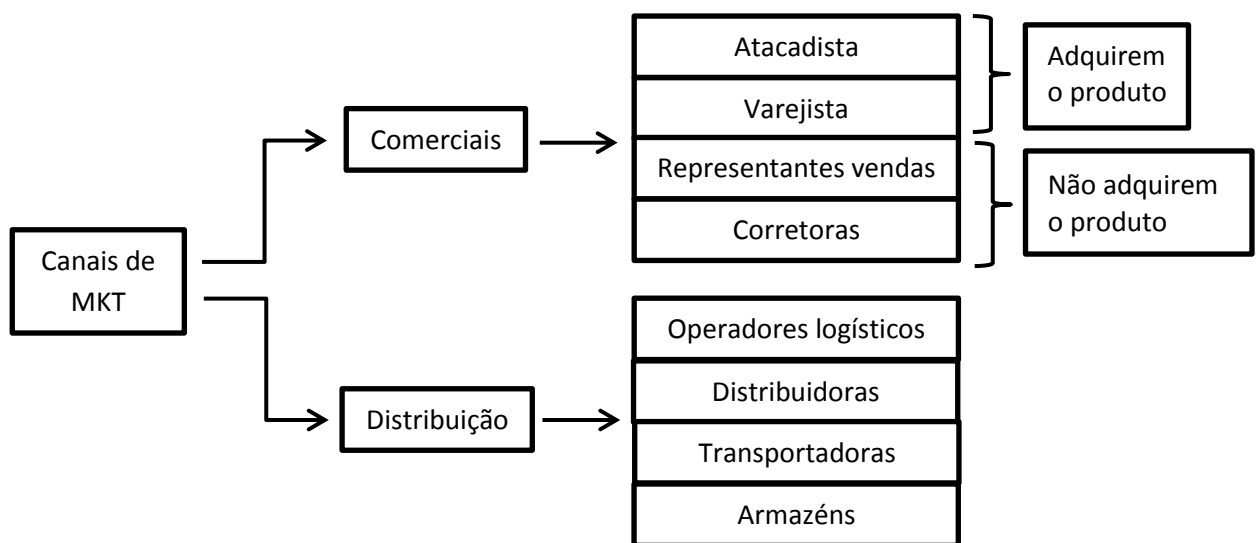 Canais de
MKT
Comerciais
Atacadista
Varejista
Representantes vendas
Corretoras
Adquirem
o produto
Não adquirem
o produto
Distribuição
Operadores logísticos
Distribuidoras
Transportadoras
Armazéns